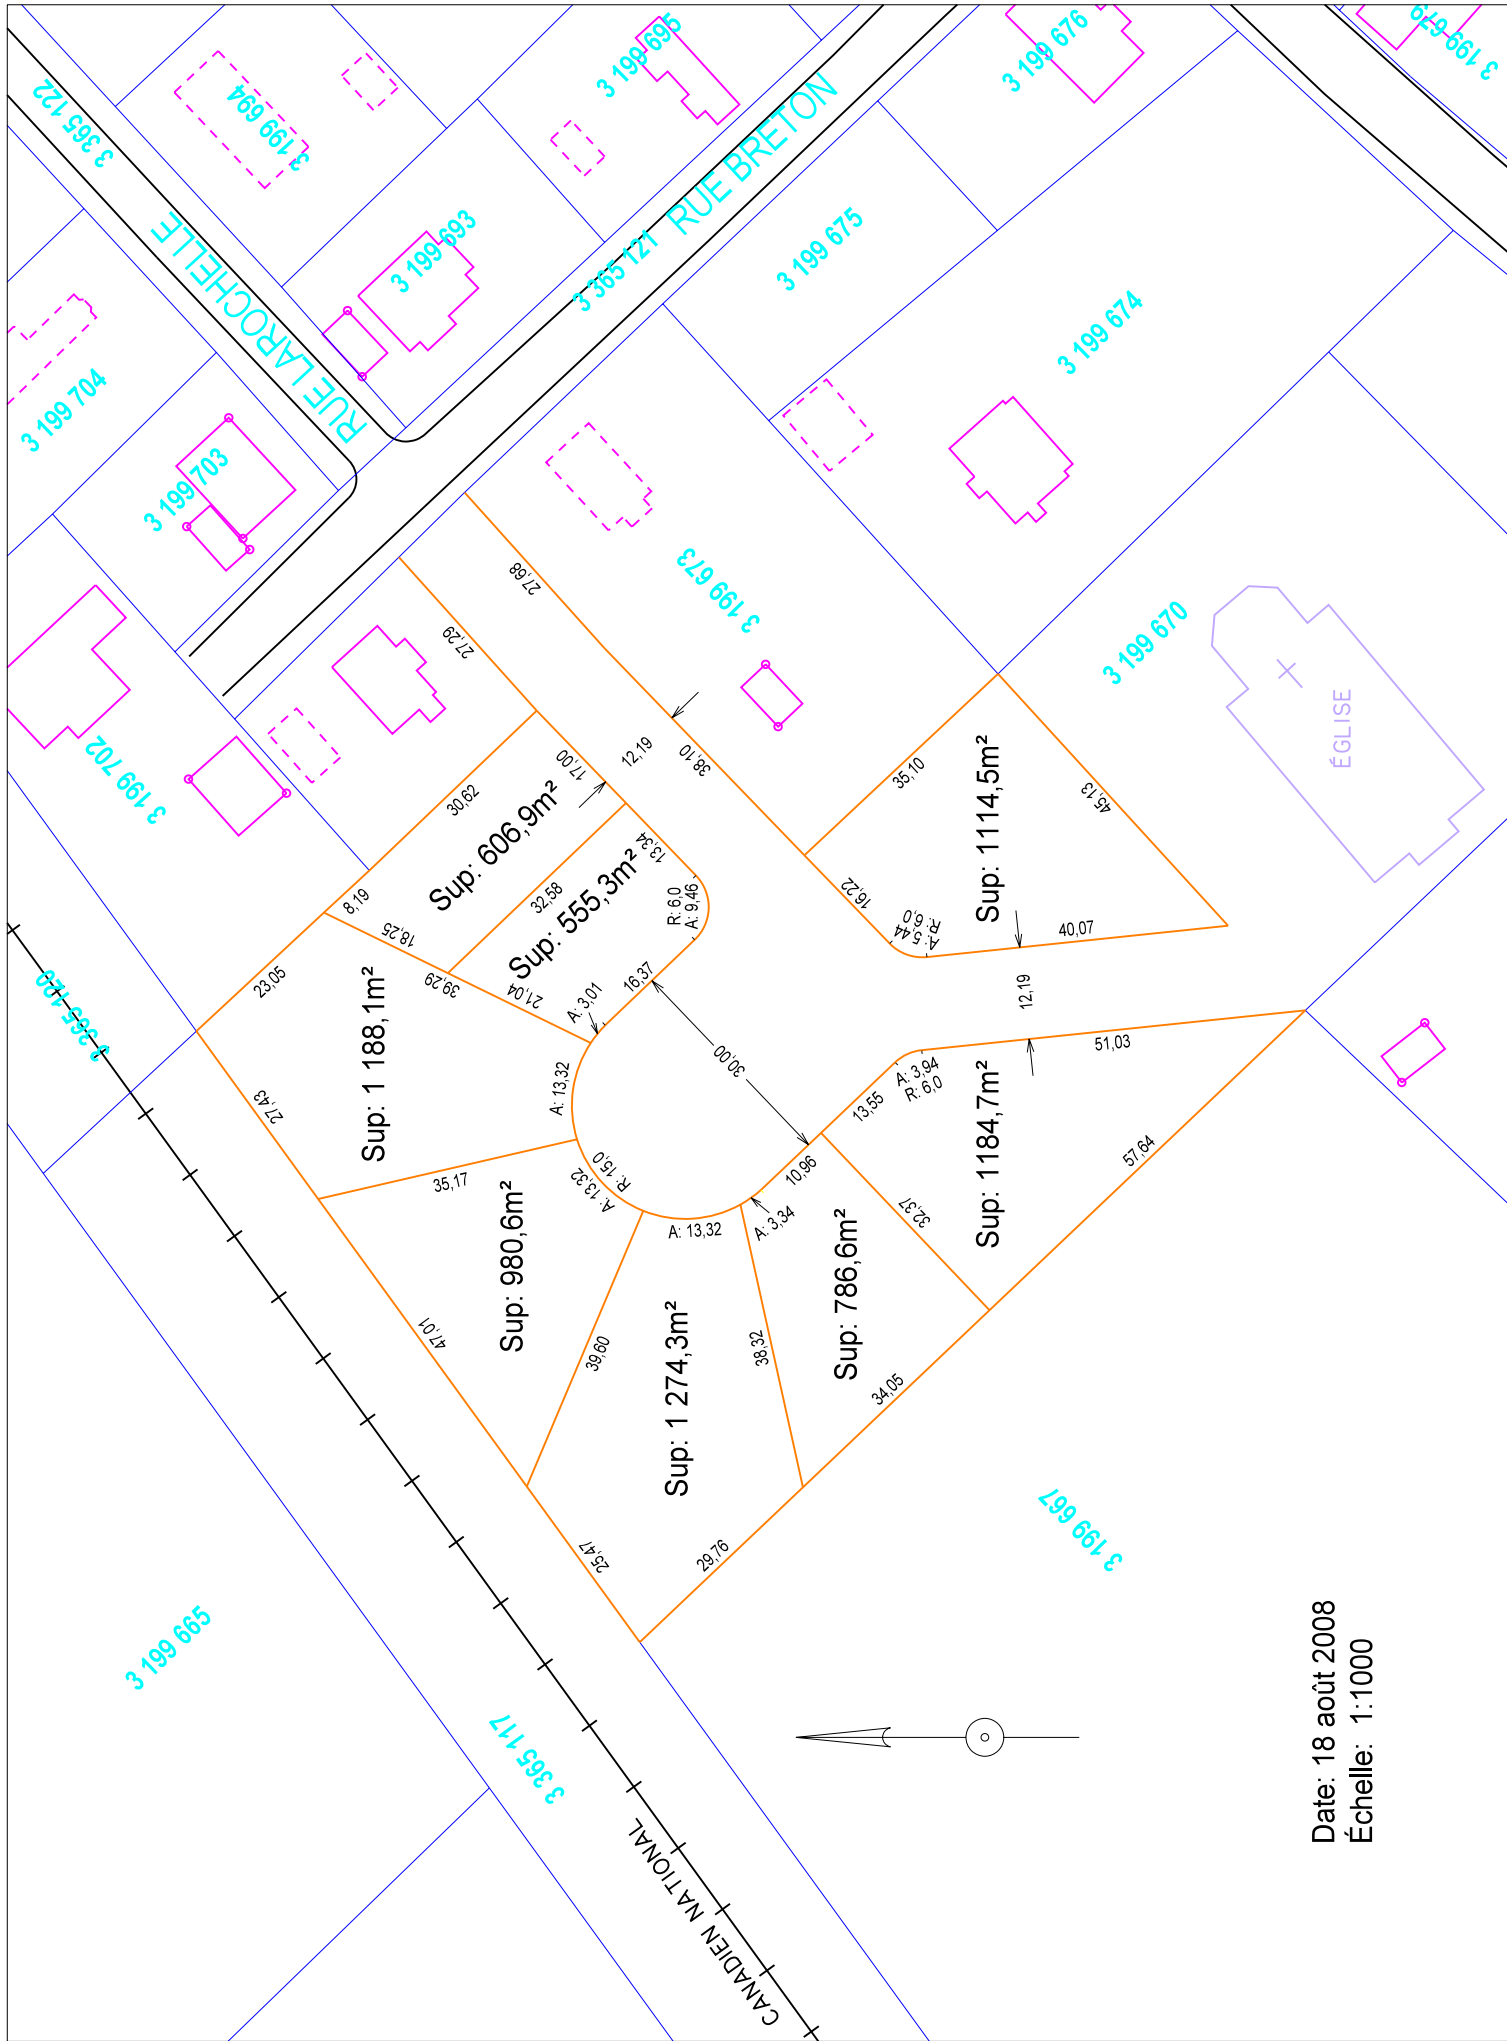 3 365 122
3 199 694
3 199 695
3 199 676
3 199 679
RUE LAROCHELLE
3 199 693
3 365 121
RUE BRETON
3 199 675
3 199 704
3 199 703
3 199 674
27,68
27,29
3 199 673
3 199 670
ÉGLISE
3 199 702
30,62
17,00
12,19
38,10
35,10
45,13
Sup: 606,9m²
Sup: 1114,5m²
8,19
32,58
13,34
Sup: 555,3m²
R: 6,0
A: 9,46
16,22
A: 5,44
R: 6,0
40,07
18,25
39,29
21,04
23,05
3 365 120
A: 3,01
16,37
12,19
Sup: 1 188,1m²
30,00
27,43
A: 13,32
A: 3,94
R: 6,0
51,03
13,55
Sup: 1184,7m²
35,17
R: 15,0
A: 13,32
10,96
57,64
A: 13,32
A: 3,34
32,37
Sup: 980,6m²
Sup: 786,6m²
47,01
39,60
38,32
Sup: 1 274,3m²
34,05
25,47
29,76
3 199 667
3 199 665
3 365 117
CANADIEN NATIONAL
Date: 18 août 2008
Échelle: 1:1000